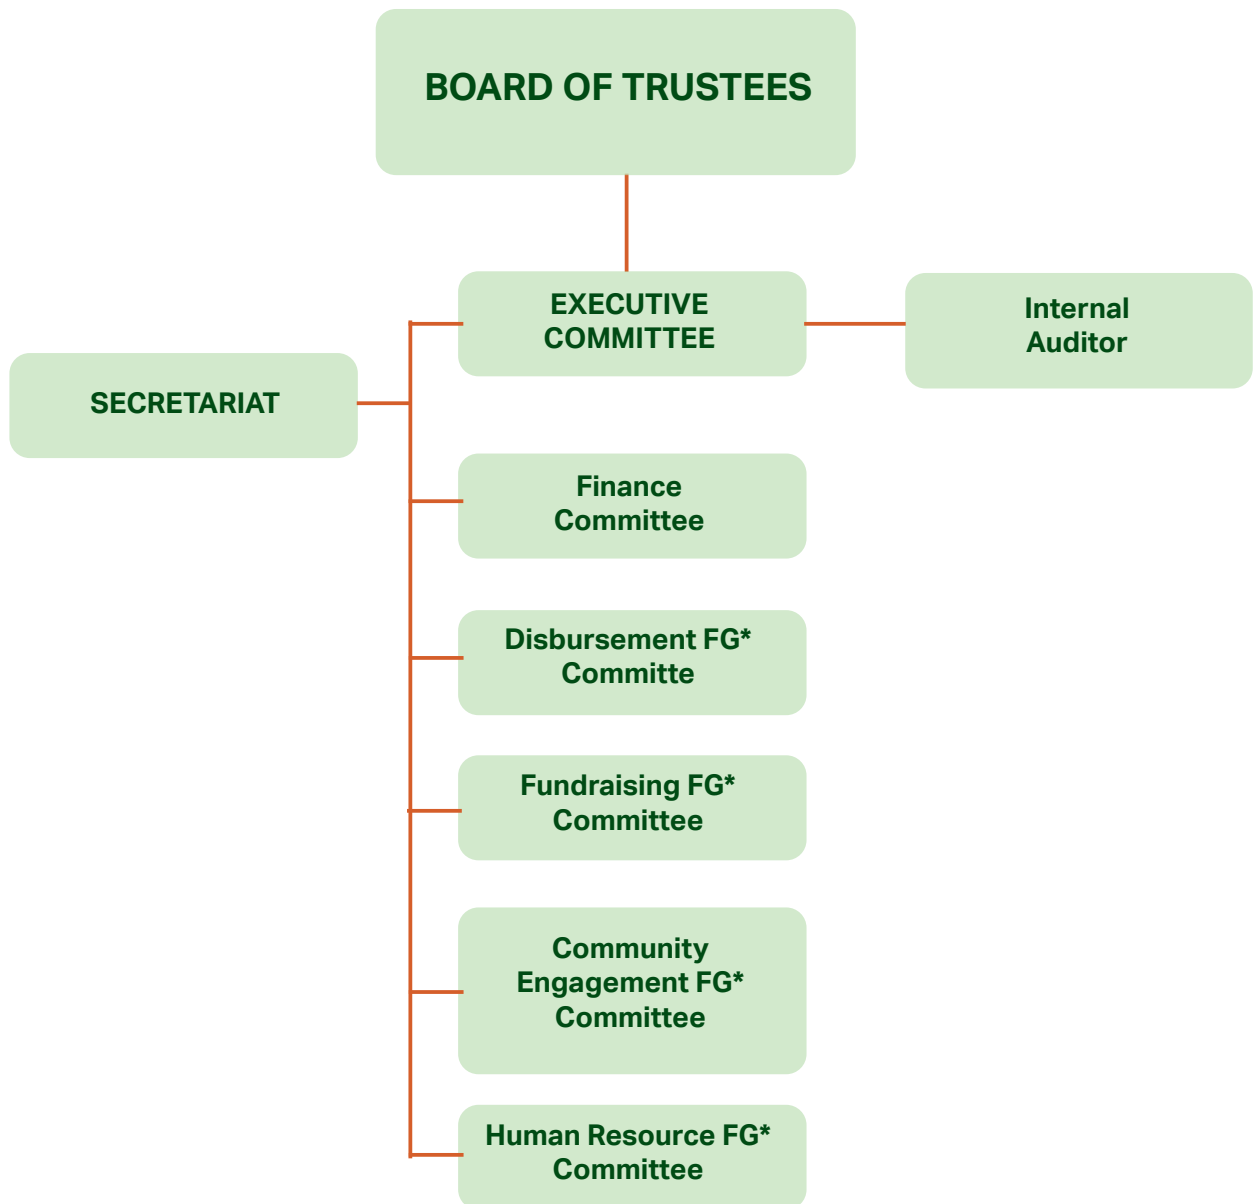 BOARD OF TRUSTEES
EXECUTIVE
COMMITTEE
Internal
Auditor
SECRETARIAT
Finance
Committee
Disbursement FG*
Committe
Fundraising FG*
Committee
Community
Engagement FG*
Committee
Human Resource FG*
Committee